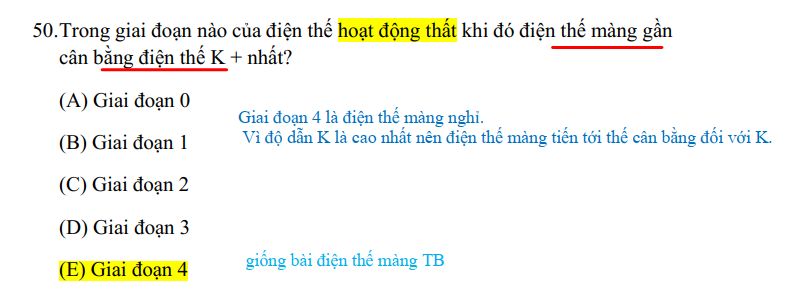 50.Trong giai đoạn nào của điện thế hoạt động thất khi đó điện thế màng gần
cân bằng điện thế K + nhất?
(A) Giai đoạn 0
Giai đoạn 4 là điện thế màng nghỉ.
(B) Giai đoạn 1
Vì độ dẫn K là cao nhất nên điện thế màng tiến tới thế cân bằng đối với K.
(C) Giai đoạn 2
(D) Giai đoạn 3
(E) Giai đoạn 4
giống bài điện thế màng TB